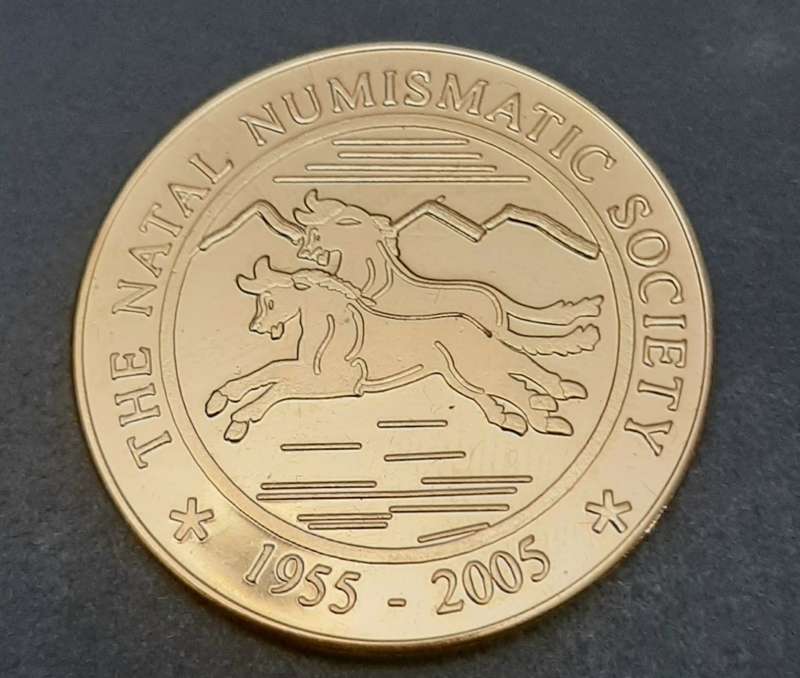 THE NATAL NUMISMATIC SOCIETY
* 1955 - 2005 *